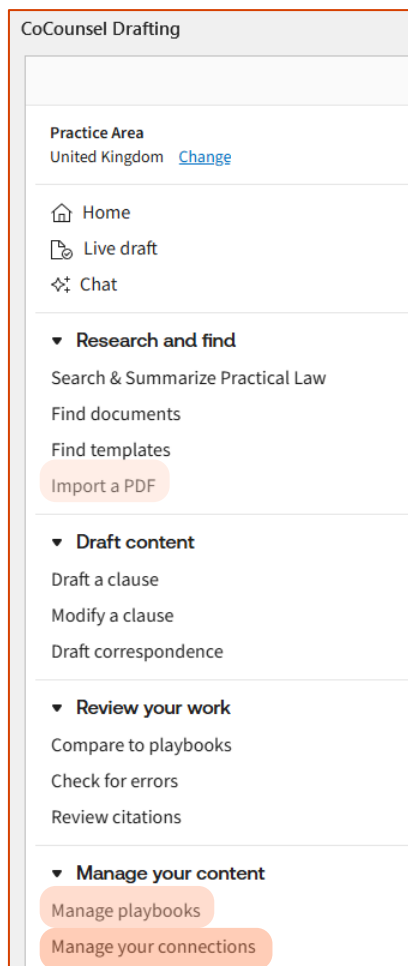 CoCounsel Drafting
Practice Area
United Kingdom Change
Home
Live draft
Chat
Research and find
Search & Summarize Practical Law
Find documents
Find templates
Import a PDF
Draft content
Draft a clause
Modify a clause
Draft correspondence
Review your work
Compare to playbooks
Check for errors
Review citations
Manage your content
Manage playbooks
Manage your connections